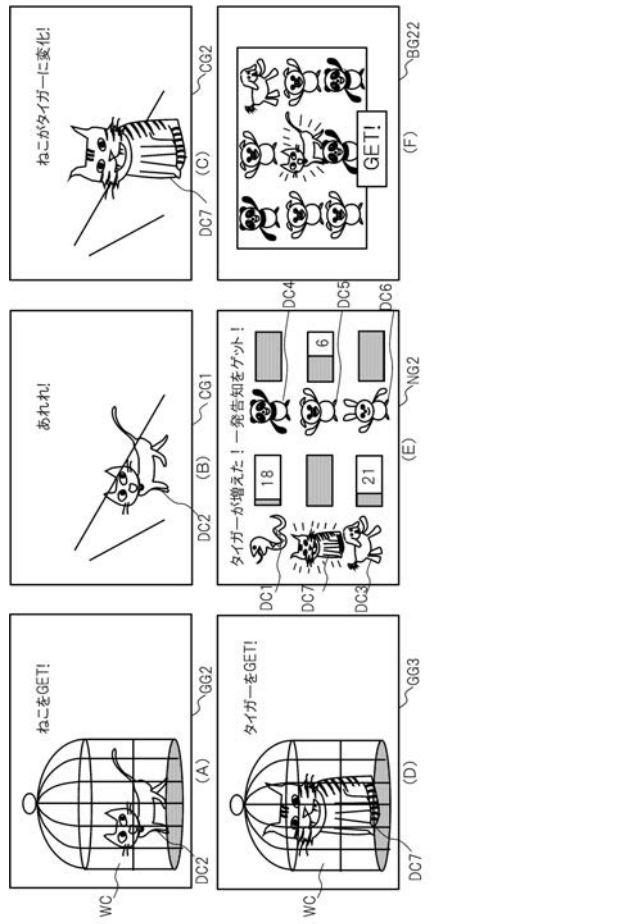 ねこをGET!
WC
DC2
GG2
(A)
あれれ!
DC2
CG1
(B)
ねこがタイガーに変化!
DC7
CG2
(C)
タイガーをGET!
WC
DC7
GG3
(D)
タイガーが増えた!一発告知をゲット!
18
6
21
DC1
DC7
DC3
DC4
DC5
DC6
NG2
(E)
GET!
BG22
(F)